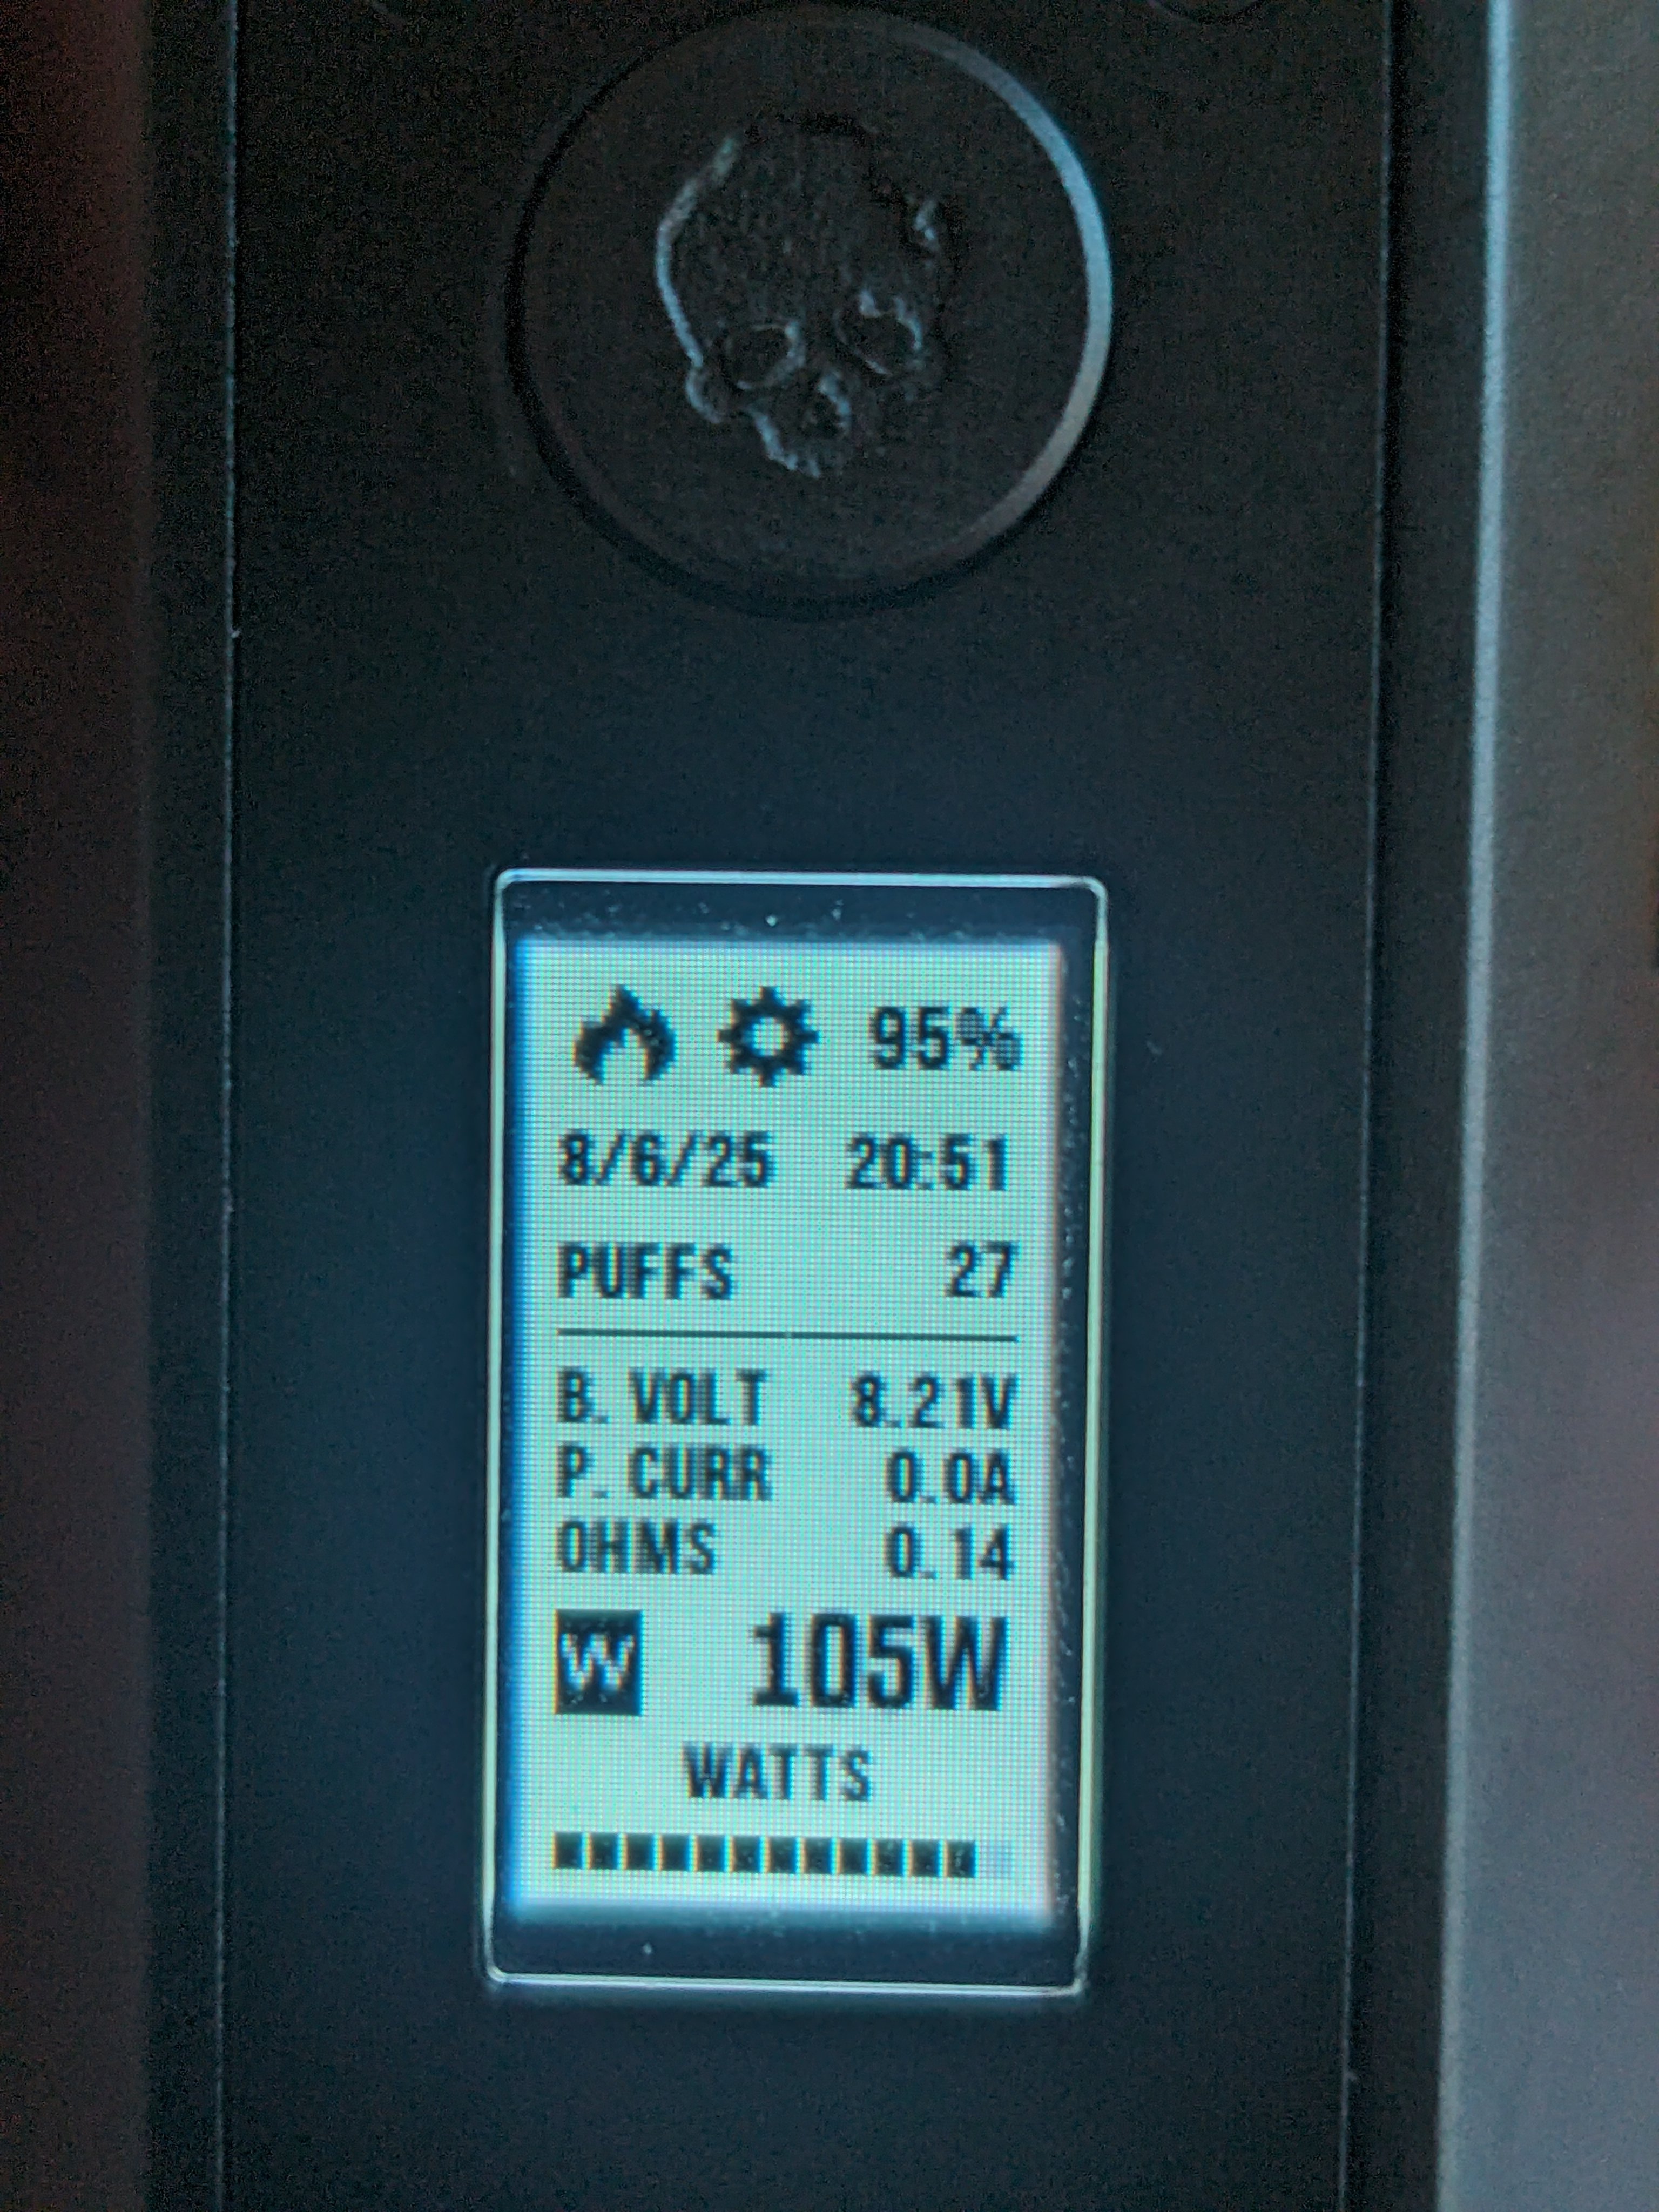 95%
8/6/25 20:51
PUFFS 27
B. VOLT 8.21V
P. CURR 0.0A
OHMS 0.14
W 105W
WATTS